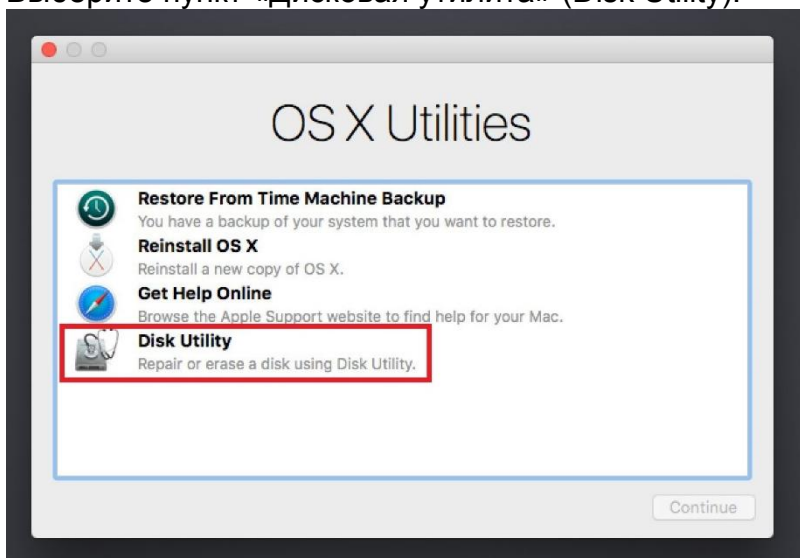 Выберите пункт «Дисковая утилита» (Disk Utility).
OS X Utilities
Restore From Time Machine Backup
You have a backup of your system that you want to restore.
Reinstall OS X
Reinstall a new copy of OS X.
Get Help Online
Browse the Apple Support website to find help for your Mac.
Disk Utility
Repair or erase a disk using Disk Utility.
Continue